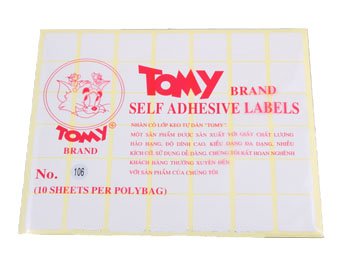 TOMY BRAND
SELF ADHESIVE LABELS
NHÃN CÓ LỚP KEO TỰ DÁN "TOMY".
MỘT SẢN PHẨM ĐƯỢC SẢN XUẤT VỚI GIẤY CHẤT LƯỢNG
HẢO HẠNG, ĐỘ DÍNH CAO, KIỂU DÁNG ĐA DẠNG, NHIỀU
KÍCH CỠ, SỬ DỤNG DỄ DÀNG. CHÚNG TÔI RẤT HOAN NGHÊNH
KHÁCH HÀNG THƯỜNG XUYÊN ĐẾN
VỚI SẢN PHẨM CỦA CHÚNG TÔI
TOMY ®
BRAND
No. 106
(10 SHEETS PER POLYBAG)